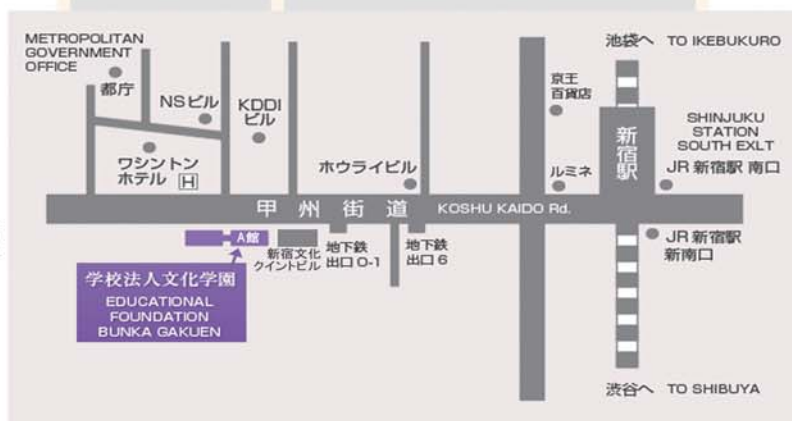 METROPOLITAN
GOVERNMENT
OFFICE
都庁
NSビル
KDDI
ビル
ワシントン
ホテル H
ホウライビル
池袋へ TO IKEBUKURO
京王
百貨店
新宿駅
SHINJUKU
STATION
SOUTH EXLT
JR 新宿駅 南口
ルミネ
甲州街道 KOSHU KAIDO Rd.
A館
新宿文化
クイントビル
地下鉄
出口 O-1
地下鉄
出口 6
JR 新宿駅
新南口
学校法人文化学園
EDUCATIONAL
FOUNDATION
BUNKA GAKUEN
渋谷へ TO SHIBUYA